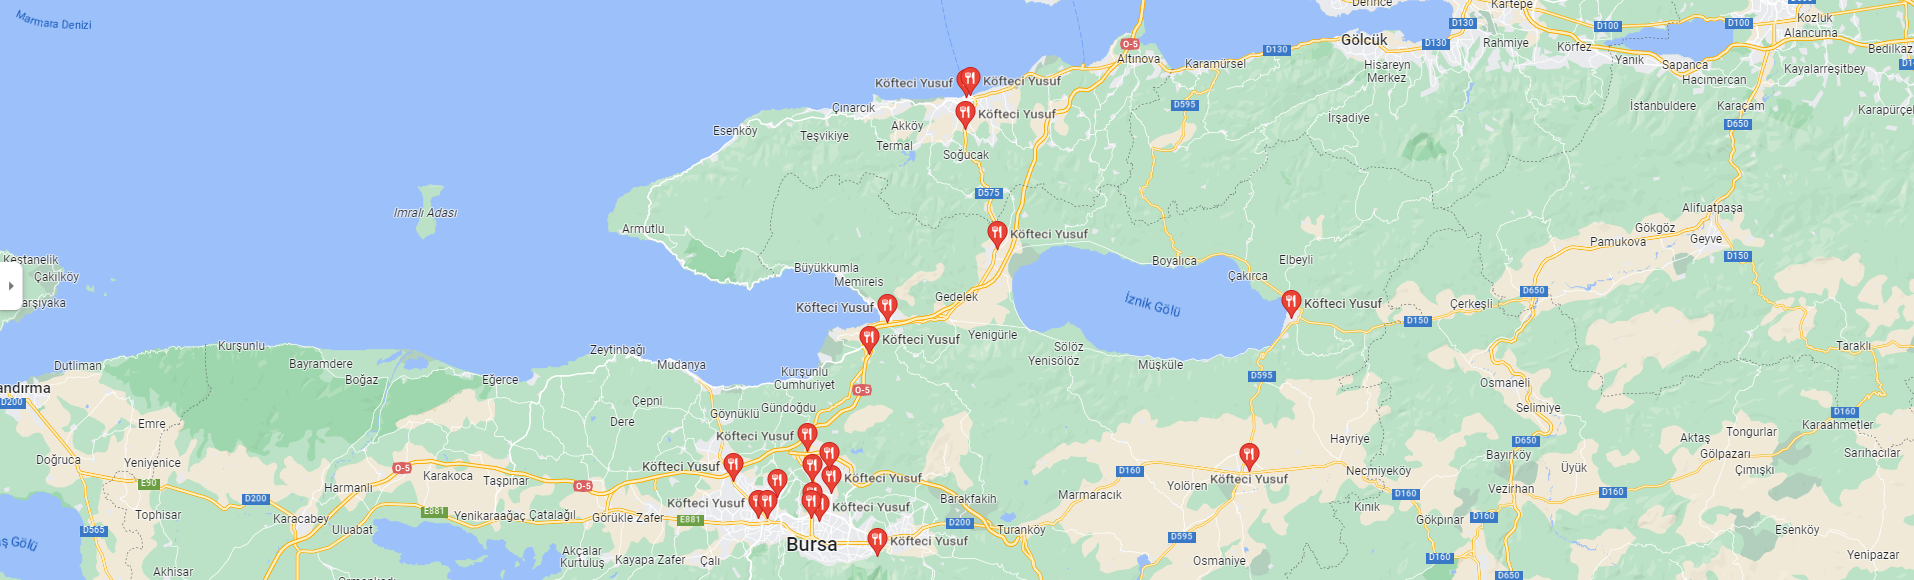 Marmara Denizi
Derince
Kartepe
D130
D100
D100
Kozluk
Alancuma
Gölcük
D130
Rahmiye
Körfez
Bedilkaz
O-5
D130
Altınova
Karamürsel
Hisareyn
Merkez
Yanık
Sapanca
Hacımercan
Kayalarreşitbey
Köfteci Yusuf
Köfteci Yusuf
Çınarcık
D595
İstanbuldere
Karaçam
Karapürçe
Köfteci Yusuf
İrşadiye
D650
Esenköy
Teşvikiye
Akköy
Termal
Soğucak
D575
İmralı Adası
Armutlu
Köfteci Yusuf
Alifuatpaşa
Gökgöz
Pamukova
Geyve
D150
Kestanelik
Çakılköy
arşıyaka
Büyükkumla
Memireis
Boyalıca
Elbeyli
Çakırca
Köfteci Yusuf
Gedelek
İznik Gölü
Köfteci Yusuf
Çerkeşli
D650
D150
Köfteci Yusuf
Yenigürle
Sölöz
Yenisölöz
Müşküle
Taraklı
Dutliman
Kurşunlu
Bayramdere
Boğaz
Eğerce
Zeytinbağı
Mudanya
Kurşunlu
Cumhuriyet
O-5
D595
Osmaneli
andırma
D200
Emre
Çepni
Dere
Göynüklü
Gündoğdu
Selimiye
D160
Karaahmetler
Köfteci Yusuf
Hayriye
D650
Aktaş
Tongurlar
Gölpazarı
Sarıhacılar
Doğruca
Yeniyenice
E90
O-5
Karakoca
Taşpınar
O-5
Köfteci Yusuf
Köfteci Yusuf
D160
Köfteci Yusuf
Necmiyeköy
Bayırköy
Üyük
Çımışkı
D200
Harmanlı
Köfteci Yusuf
Köfteci Yusuf
Barakfakih
Marmaracık
Yolören
D160
Vezirhan
D160
Kınık
Tophisar
Karacabey
E881
Yenikaraağaç
Çatalağıl
Görükle
Zafer
E881
D200
Turanköy
Gökpınar
D160
D565
Uluabat
Bursa
Köfteci Yusuf
D595
Esenköy
ş Gölü
Akçalar
Kurtuluş
Kayapa
Zafer
Çalı
Osmaniye
D160
Yenipazar
Akhisar
D650